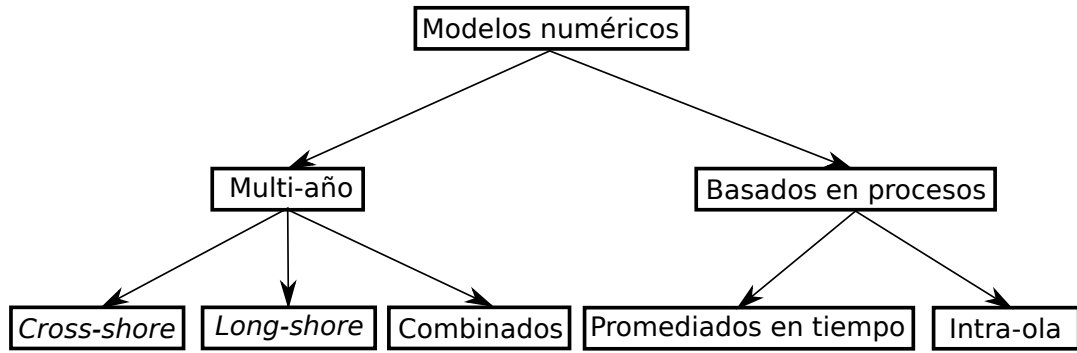 Modelos numéricos
Multi-año
Basados en procesos
Cross-shore
Long-shore
Combinados
Promediados en tiempo
Intra-ola